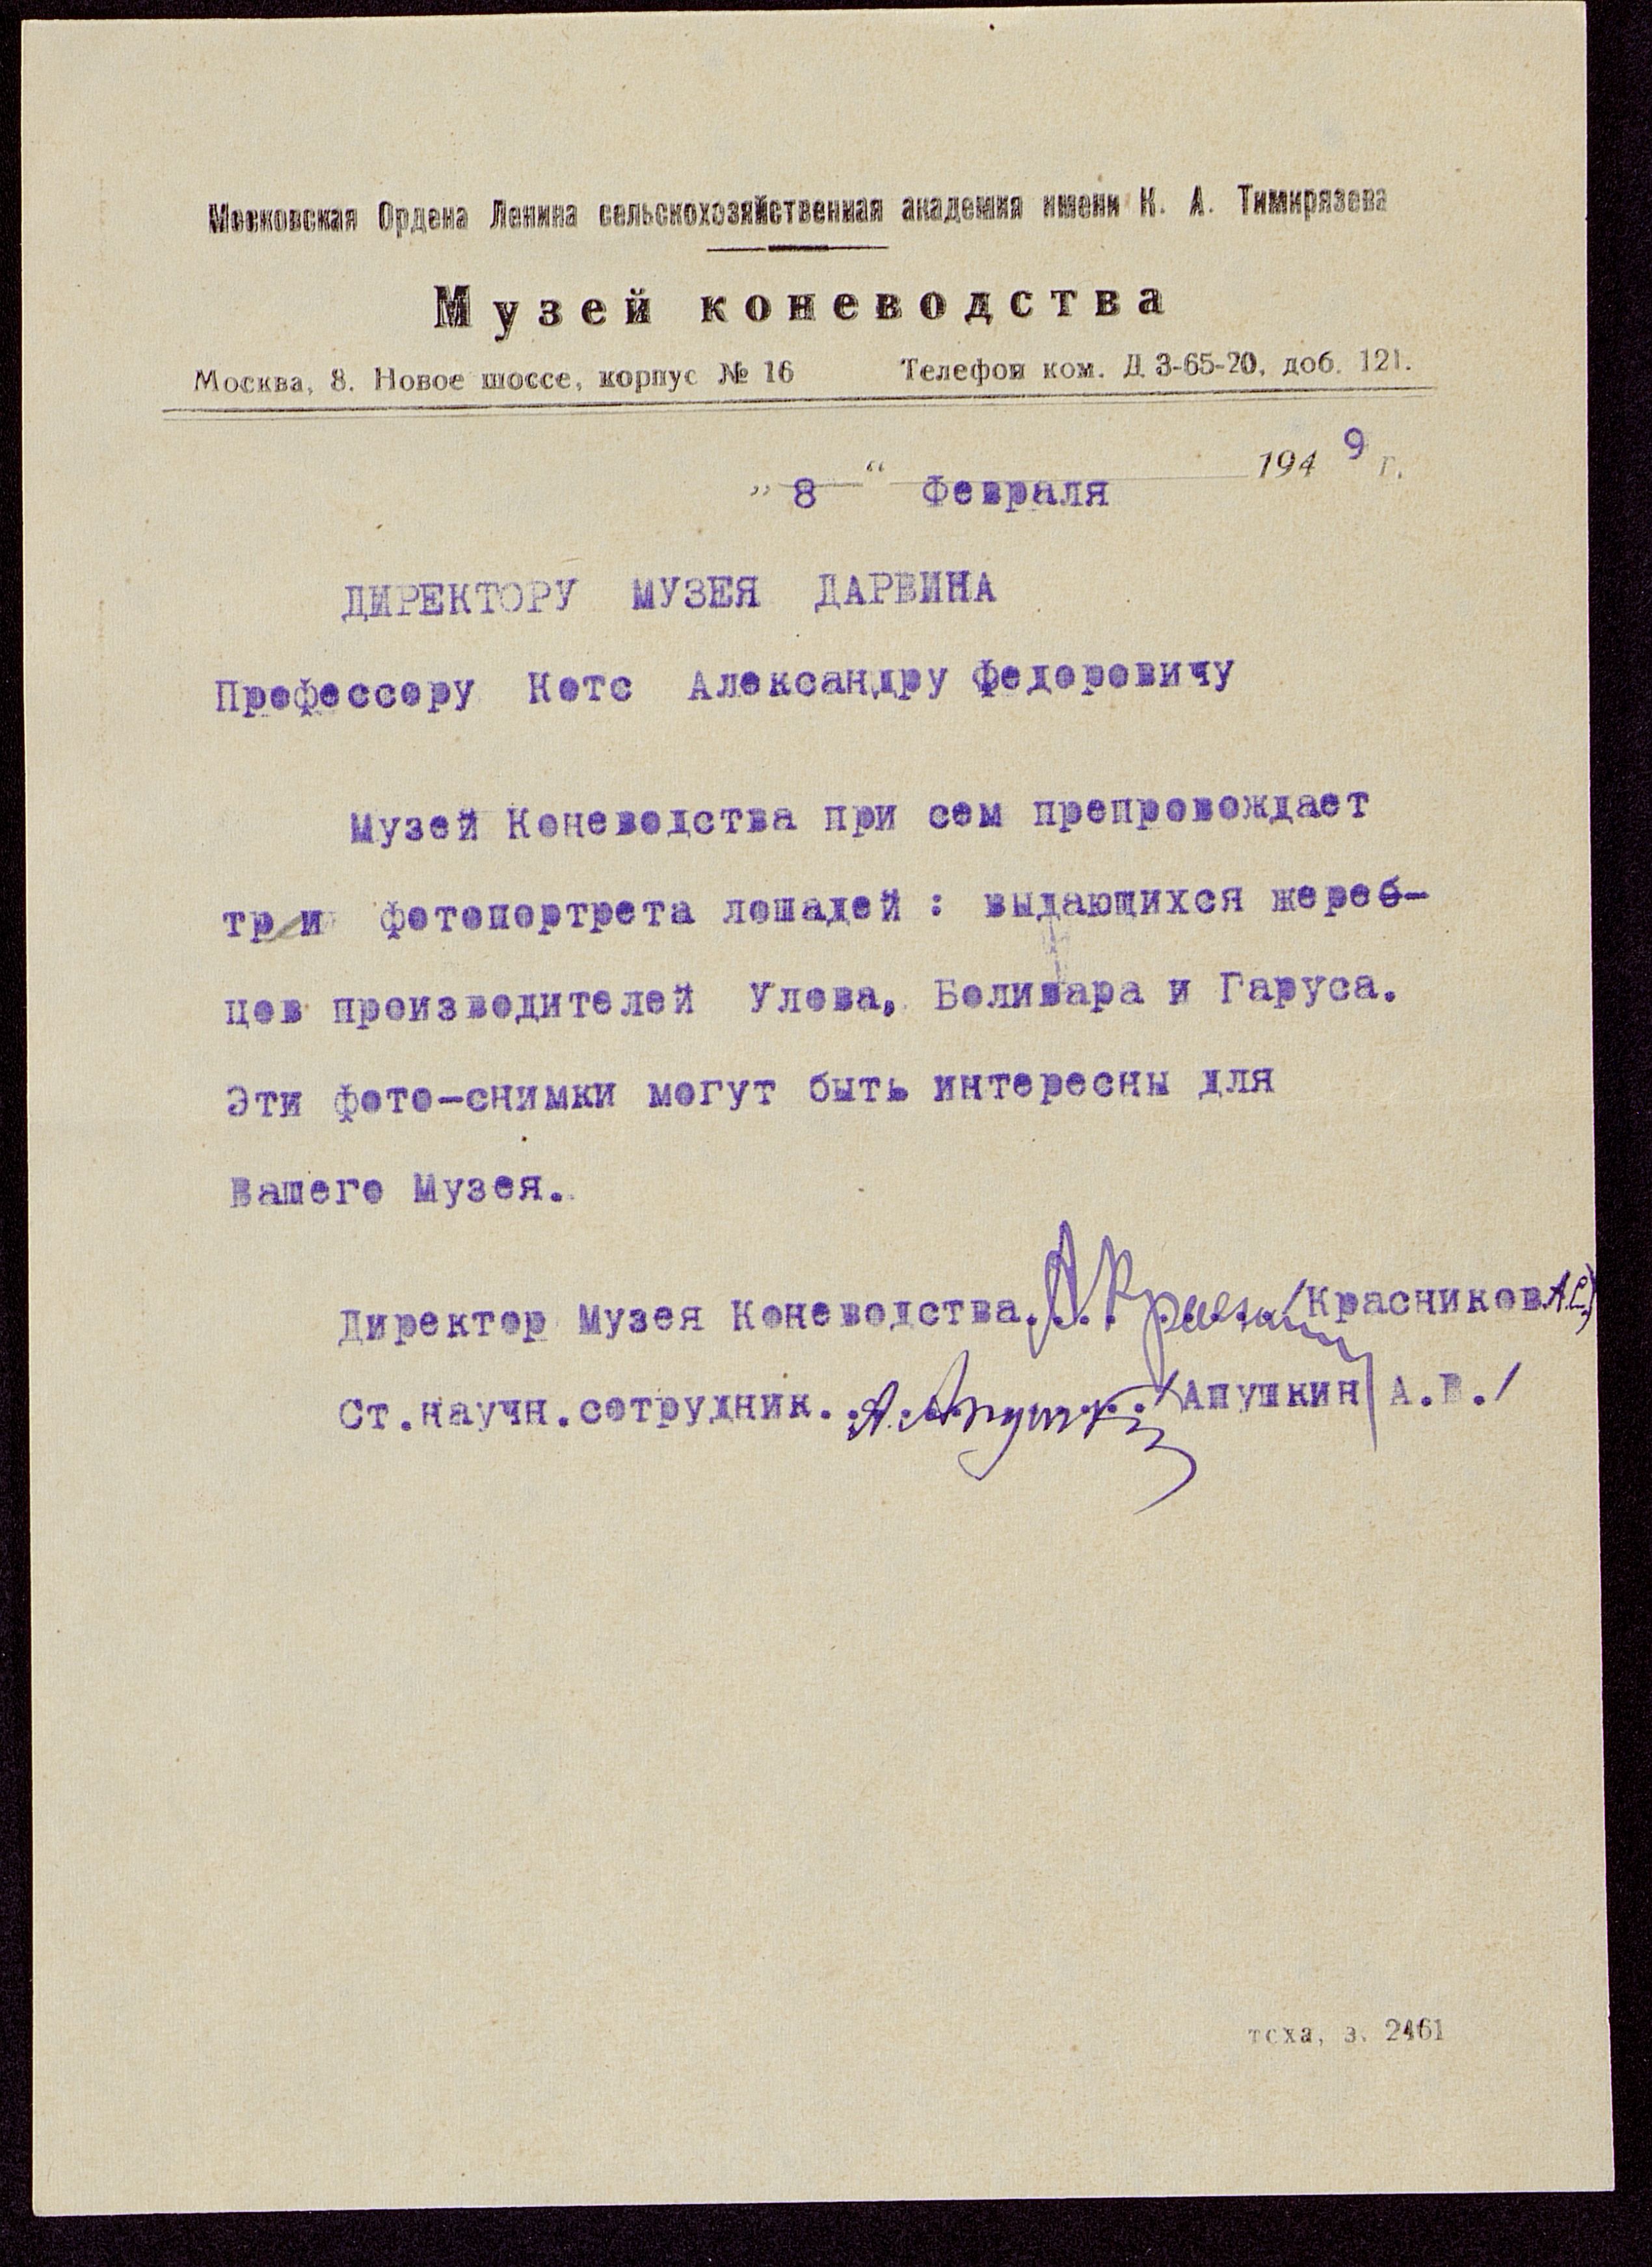 Московская Ордена Ленина сельскохозяйственная академия имени К. А. Тимирязева
Музей коневодства
Москва, 8. Новое шоссе, корпус № 16 Телефон ком. Д 3-65-20, доб. 121.
„ 8 “ Февраля 1949 г.
ДИРЕКТОРУ МУЗЕЯ ДАРВИНА
Профессору Котс Александру Федоровичу
Музей Коневодства при сем препровождает
три фотопортрета лошадей : выдающихся жереб-
цов производителей Улова, Боливара и Гаруса.
Эти фото-снимки могут быть интересны для
Вашего Музея.
Директор Музея Коневодства. /Красников А.С./
Ст.научн.сотрудник. А. Апушкин /Апушкин А.В./
тсха, з. 2461